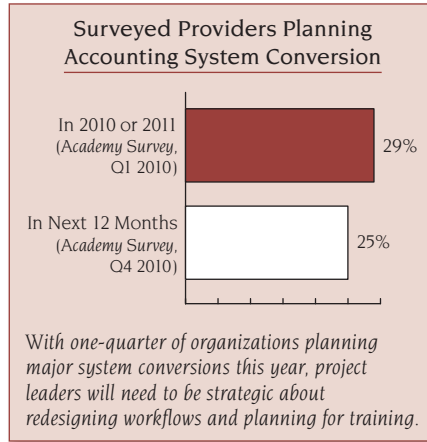 Surveyed Providers Planning
Accounting System Conversion
In 2010 or 2011
(Academy Survey,
Q1 2010)
29%
In Next 12 Months
(Academy Survey,
Q4 2010)
25%
With one-quarter of organizations planning
major system conversions this year, project
leaders will need to be strategic about
redesigning workflows and planning for training.